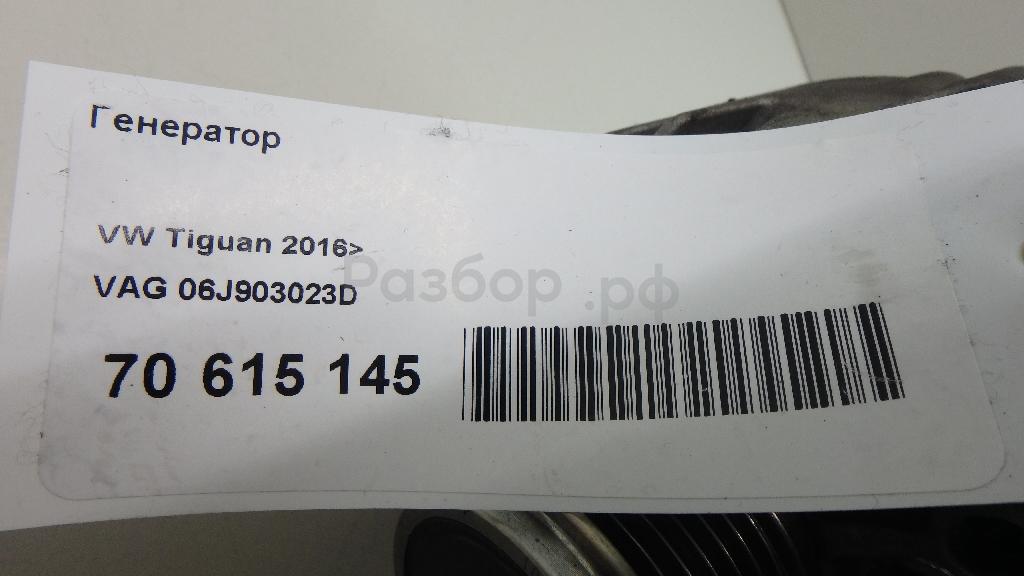 Генератор
VW Tiguan 2016>
VAG 06J903023D
Разбор.рф
70 615 145